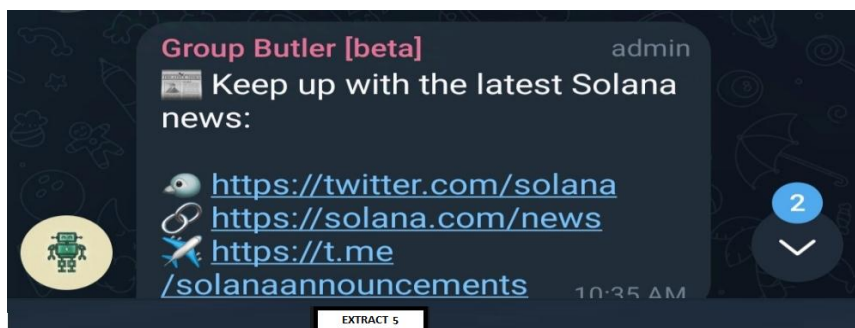 Group Butler [beta] admin
Keep up with the latest Solana
news:
https://twitter.com/solana
https://solana.com/news
https://t.me
/solanaannouncements 10:35 AM
2
EXTRACT 5